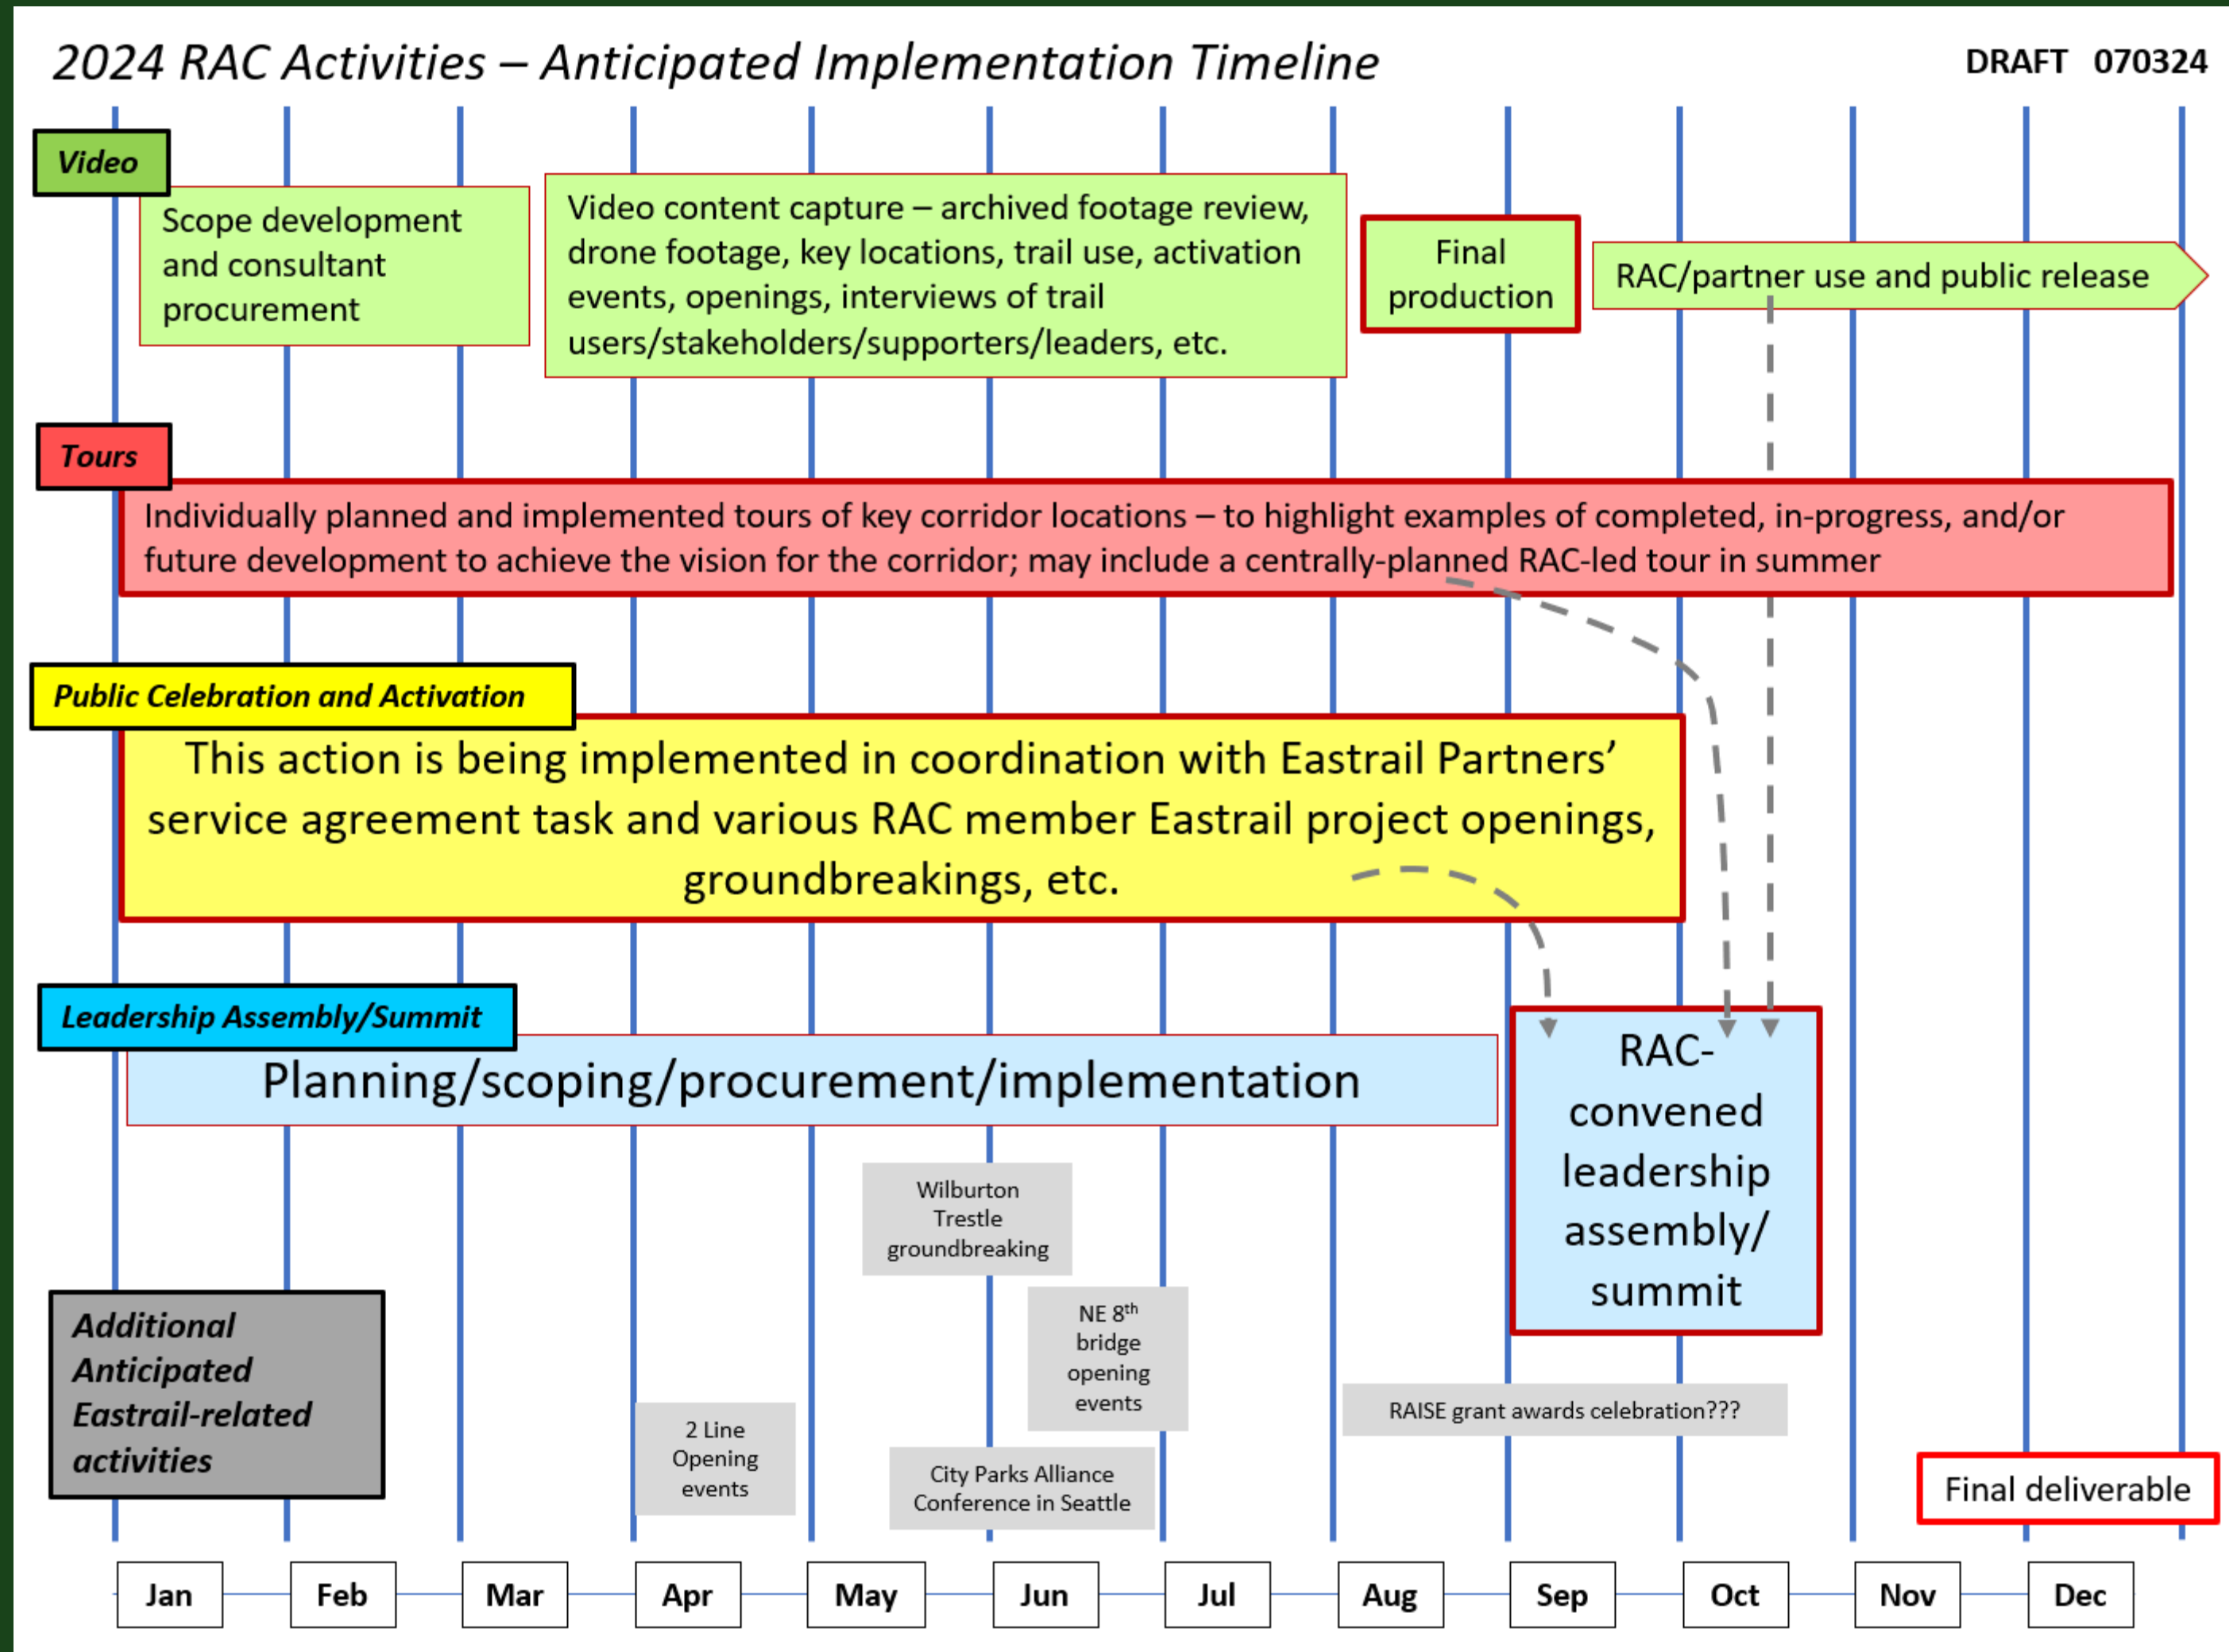 2024 RAC Activities – Anticipated Implementation Timeline
DRAFT 070324
Video
Scope development
and consultant
procurement
Video content capture – archived footage review,
drone footage, key locations, trail use, activation
events, openings, interviews of trail
users/stakeholders/supporters/leaders, etc.
Final
production
RAC/partner use and public release
Tours
Individually planned and implemented tours of key corridor locations – to highlight examples of completed, in-progress, and/or
future development to achieve the vision for the corridor; may include a centrally-planned RAC-led tour in summer
Public Celebration and Activation
This action is being implemented in coordination with Eastrail Partners’
service agreement task and various RAC member Eastrail project openings,
groundbreakings, etc.
Leadership Assembly/Summit
Planning/scoping/procurement/implementation
RAC-
convened
leadership
assembly/
summit
Wilburton
Trestle
groundbreaking
NE 8th
bridge
opening
events
Additional
Anticipated
Eastrail-related
activities
2 Line
Opening
events
City Parks Alliance
Conference in Seattle
RAISE grant awards celebration???
Final deliverable
Jan
Feb
Mar
Apr
May
Jun
Jul
Aug
Sep
Oct
Nov
Dec